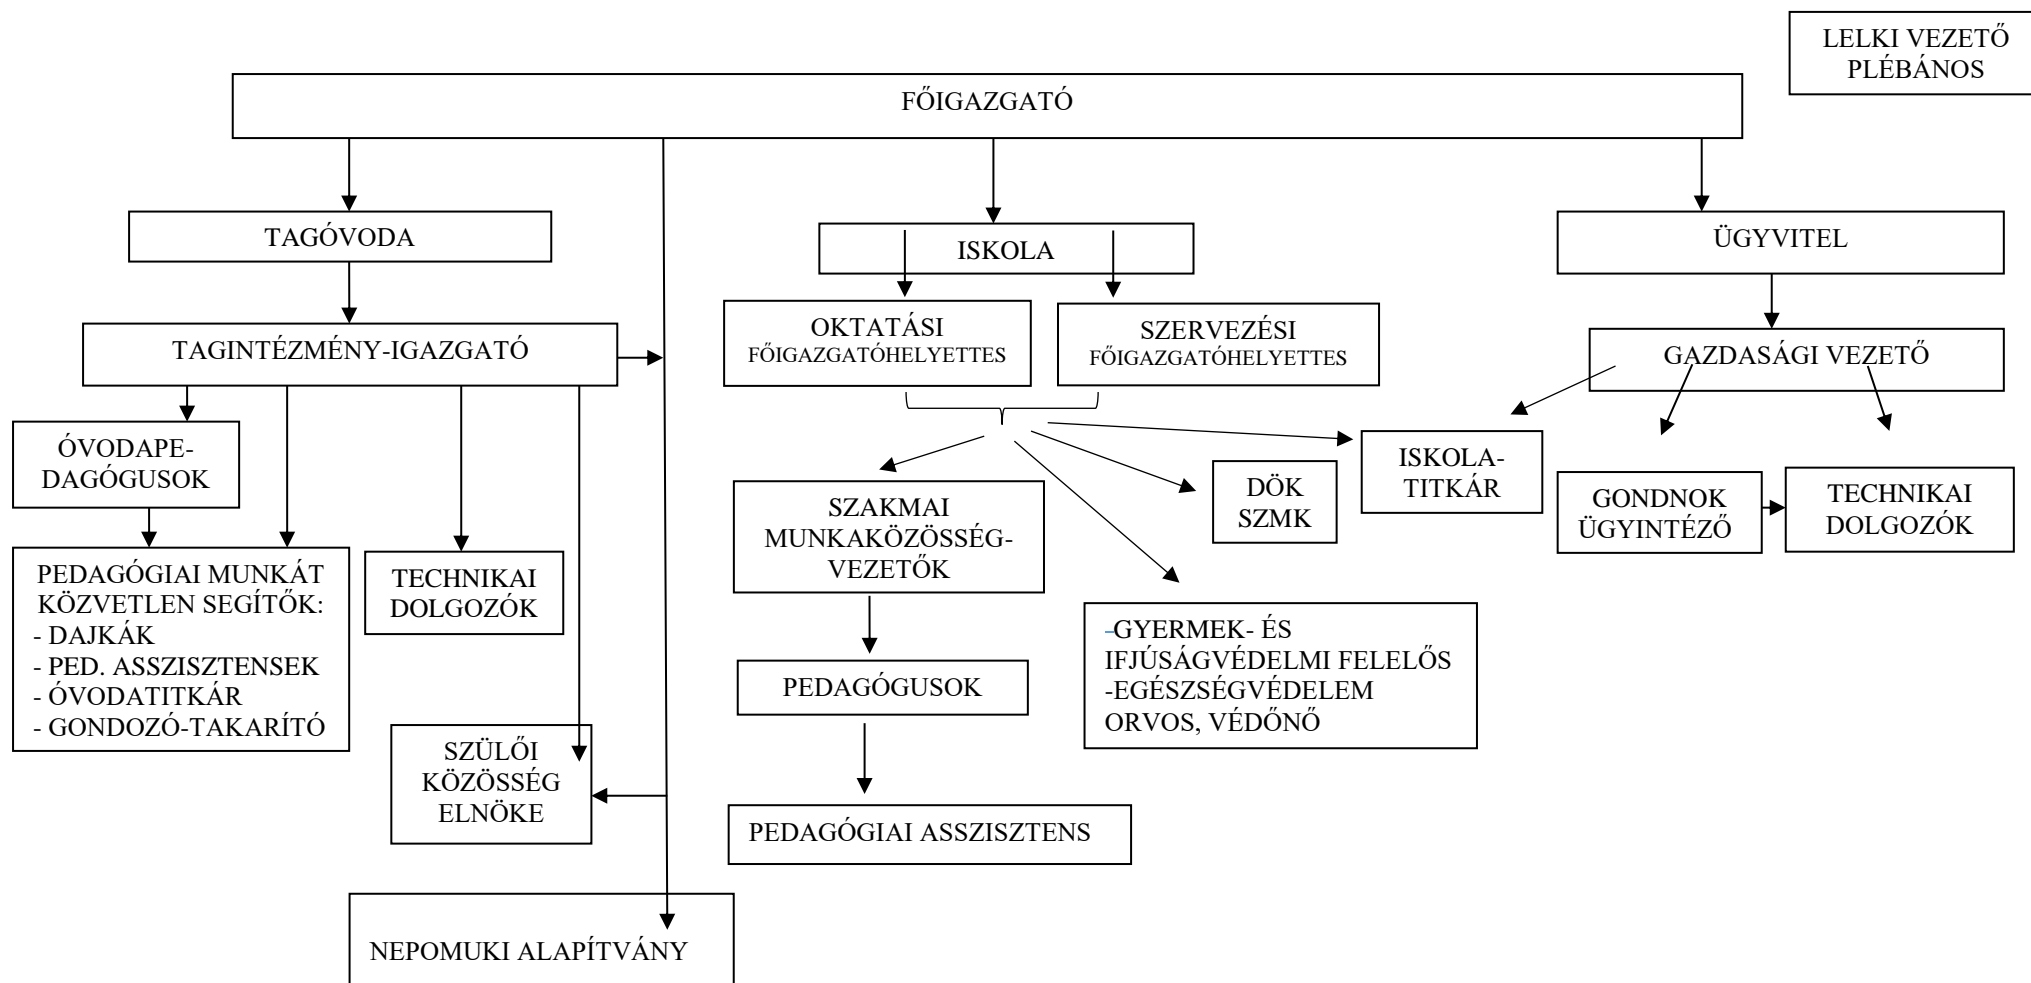 LELKI VEZETŐ
PLÉBÁNOS
FŐIGAZGATÓ
TAGÓVODA
ISKOLA
ÜGYVITEL
TAGINTÉZMÉNY-IGAZGATÓ
OKTATÁSI
FŐIGAZGATÓHELYETTES
SZERVEZÉSI
FŐIGAZGATÓHELYETTES
GAZDASÁGI VEZETŐ
ÓVODAPE-
DAGÓGUSOK
SZAKMAI
MUNKAKÖZÖSSÉG-
VEZETŐK
DÖK
SZMK
ISKOLA-
TITKÁR
GONDNOK
ÜGYINTÉZŐ
TECHNIKAI
DOLGOZÓK
PEDAGÓGIAI MUNKÁT
KÖZVETLEN SEGÍTŐK:
- DAJKÁK
- PED. ASSZISZTENSEK
- ÓVODATITKÁR
- GONDOZÓ-TAKARÍTÓ
TECHNIKAI
DOLGOZÓK
PEDAGÓGUSOK
-GYERMEK- ÉS
IFJÚSÁGVÉDELMI FELELŐS
-EGÉSZSÉGVÉDELEM
ORVOS, VÉDŐNŐ
SZÜLŐI
KÖZÖSSÉG
ELNÖKE
PEDAGÓGIAI ASSZISZTENS
NEPOMUKI ALAPÍTVÁNY